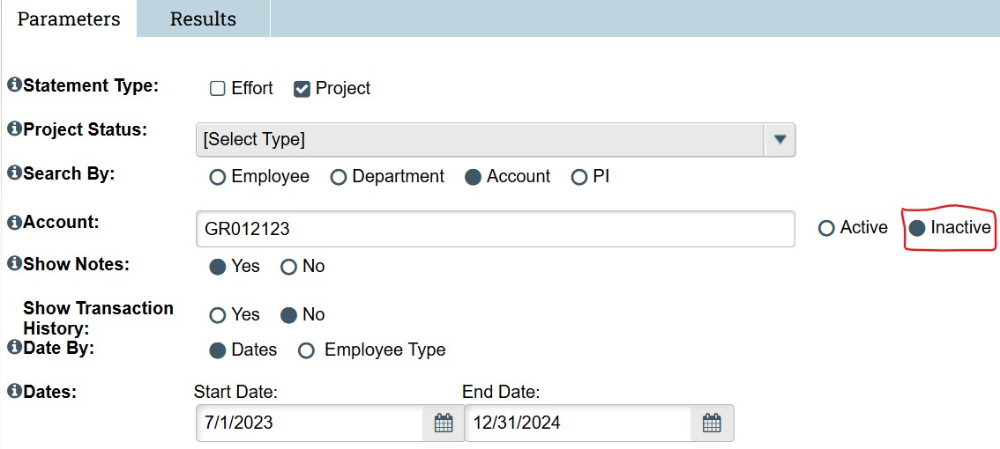 Parameters Results
Statement Type: Effort Project
Project Status: [Select Type]
Search By: Employee Department Account PI
Account: GR012123 Active Inactive
Show Notes: Yes No
Show Transaction
History: Yes No
Date By: Dates Employee Type
Dates: Start Date: End Date:
7/1/2023 12/31/2024